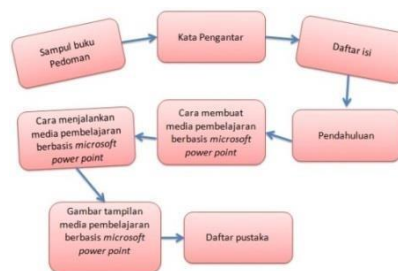 Sampul buku
Pedoman
Kata Pengantar
Daftar isi
Pendahuluan
Cara membuat
media pembelajaran
berbasis microsoft
power point
Cara menjalankan
media pembelajaran
berbasis microsoft
power point
Gambar tampilan
media pembelajaran
berbasis microsoft
power point
Daftar pustaka